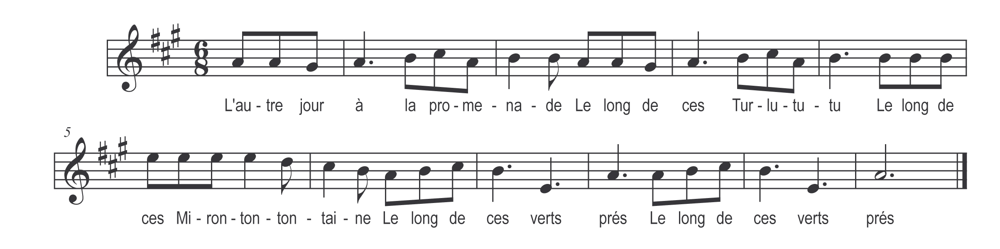 6
8
L'au - tre jour à la pro - me - na - de Le long de ces Tur - lu - tu - tu Le long de
5
ces Mi - ron - ton - ton - tai - ne Le long de ces verts prés Le long de ces verts prés